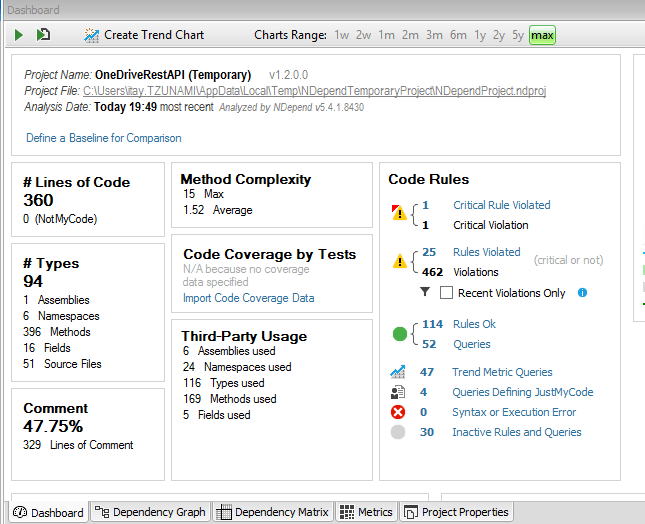 Dashboard
Create Trend Chart Charts Range: 1w 2w 1m 2m 3m 6m 1y 2y 5y max
Project Name: OneDriveRestAPI (Temporary) v1.2.0.0
Project File: C:\Users\itay.TZUNAMI\AppData\Local\Temp\NDependTemporaryProject\NDependProject.ndproj
Analysis Date: Today 19:49 most recent Analyzed by NDepend v5.4.1.8430
Define a Baseline for Comparison
# Lines of Code
360
0 (NotMyCode)
# Types
94
1 Assemblies
6 Namespaces
396 Methods
16 Fields
51 Source Files
Comment
47.75%
329 Lines of Comment
Method Complexity
15 Max
1.52 Average
Code Coverage by Tests
N/A because no coverage
data specified
Import Code Coverage Data
Third-Party Usage
6 Assemblies used
24 Namespaces used
116 Types used
169 Methods used
5 Fields used
Code Rules
1 Critical Rule Violated
1 Critical Violation
25 Rules Violated (critical or not)
462 Violations
Recent Violations Only
114 Rules Ok
52 Queries
47 Trend Metric Queries
4 Queries Defining JustMyCode
0 Syntax or Execution Error
30 Inactive Rules and Queries
Dashboard Dependency Graph Dependency Matrix Metrics Project Properties